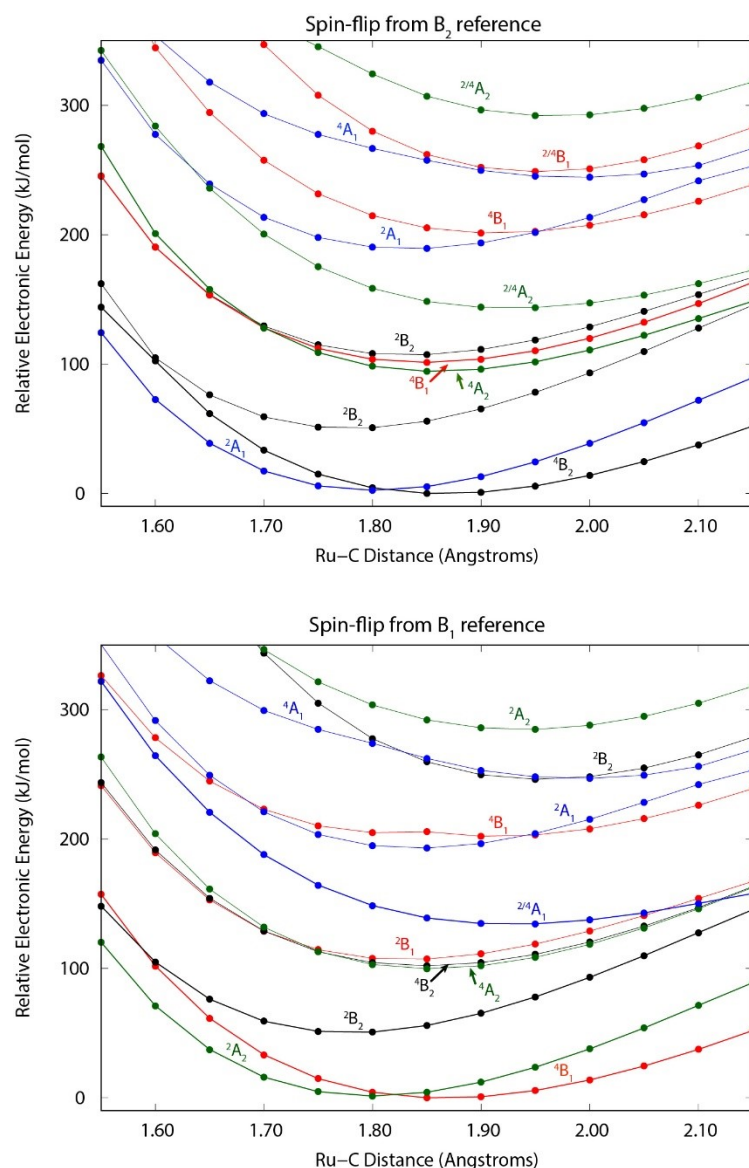 Spin-flip from B₂ reference
Relative Electronic Energy (kJ/mol)
300
200
100
0
²/⁴A₂
⁴A₁
²/⁴B₁
⁴B₁
²A₁
²/⁴A₂
²B₂
⁴B₁
⁴A₂
²B₂
²A₁
⁴B₂
1.60 1.70 1.80 1.90 2.00 2.10
Ru–C Distance (Angstroms)
Spin-flip from B₁ reference
Relative Electronic Energy (kJ/mol)
300
200
100
0
⁴A₁
²A₂
²B₂
²A₁
⁴B₁
²/⁴A₁
²B₁
⁴B₂
⁴A₂
²B₂
²A₂
⁴B₁
1.60 1.70 1.80 1.90 2.00 2.10
Ru–C Distance (Angstroms)